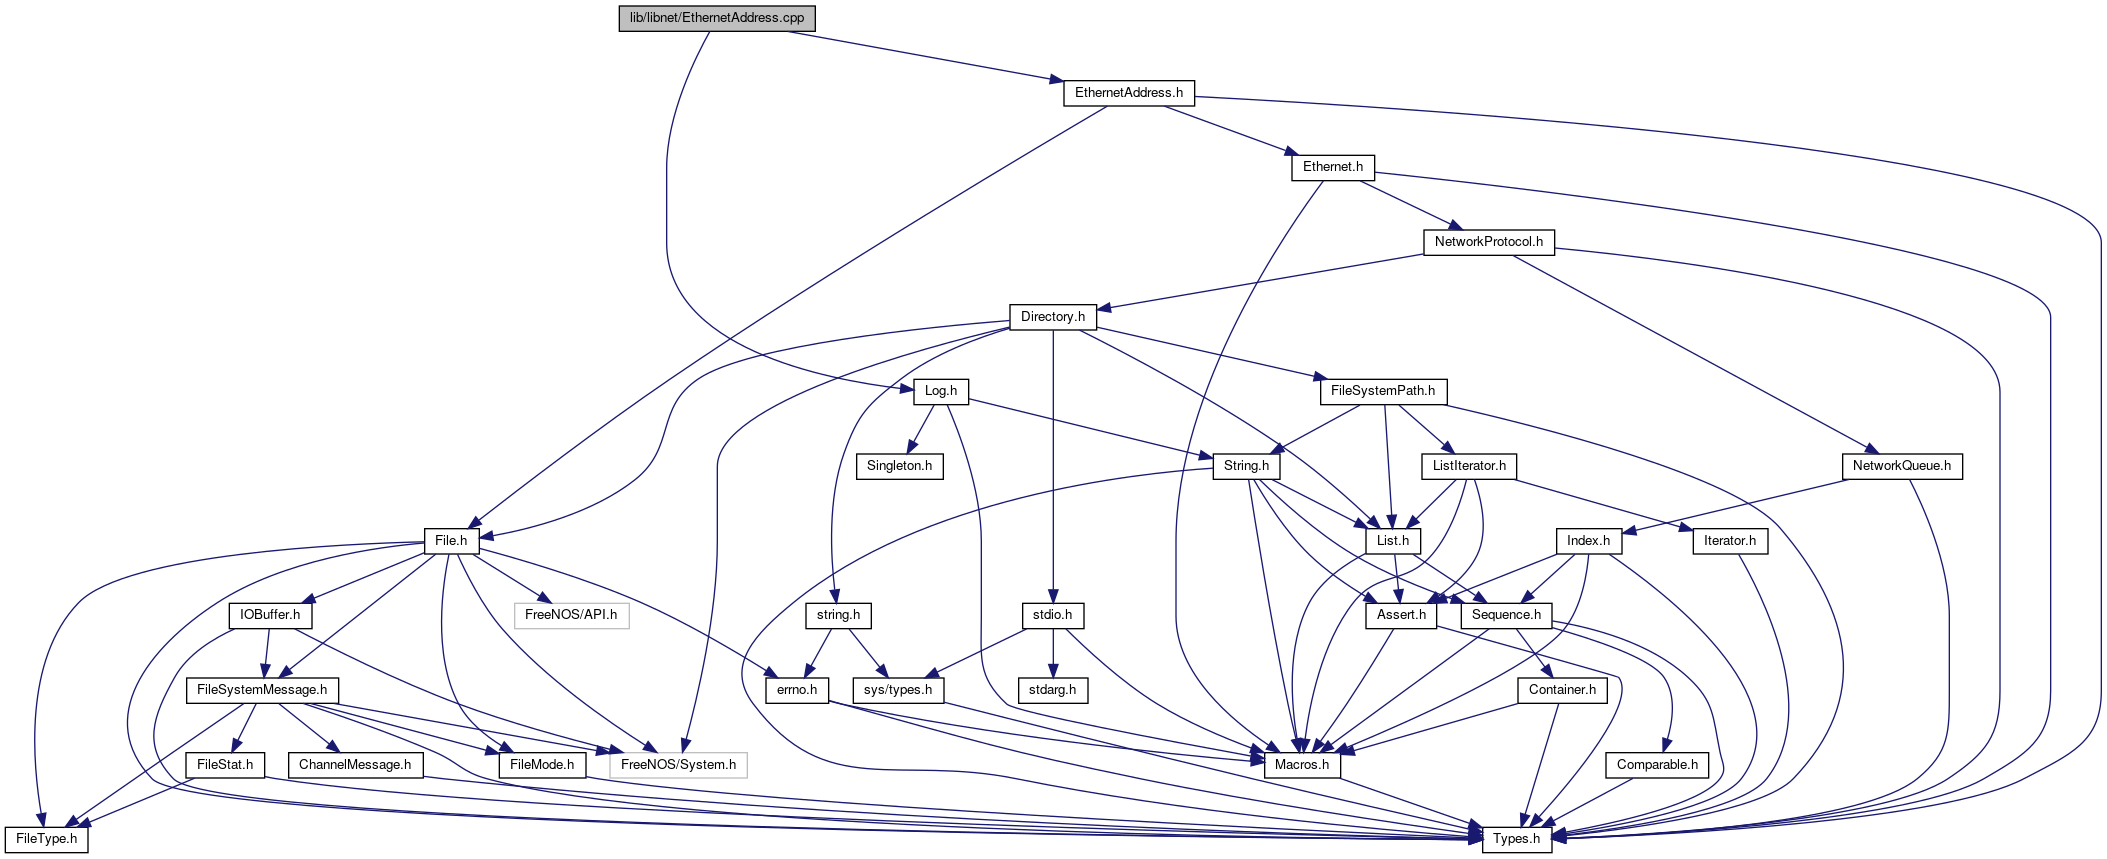 lib/libnet/EthernetAddress.cpp
EthernetAddress.h
Ethernet.h
NetworkProtocol.h
Directory.h
Log.h
FileSystemPath.h
Singleton.h
String.h
ListIterator.h
NetworkQueue.h
File.h
List.h
Index.h
Iterator.h
IOBuffer.h
FreeNOS/API.h
string.h
stdio.h
Assert.h
Sequence.h
FileSystemMessage.h
errno.h
sys/types.h
stdarg.h
Container.h
FileStat.h
ChannelMessage.h
FileMode.h
FreeNOS/System.h
Macros.h
Comparable.h
FileType.h
Types.h